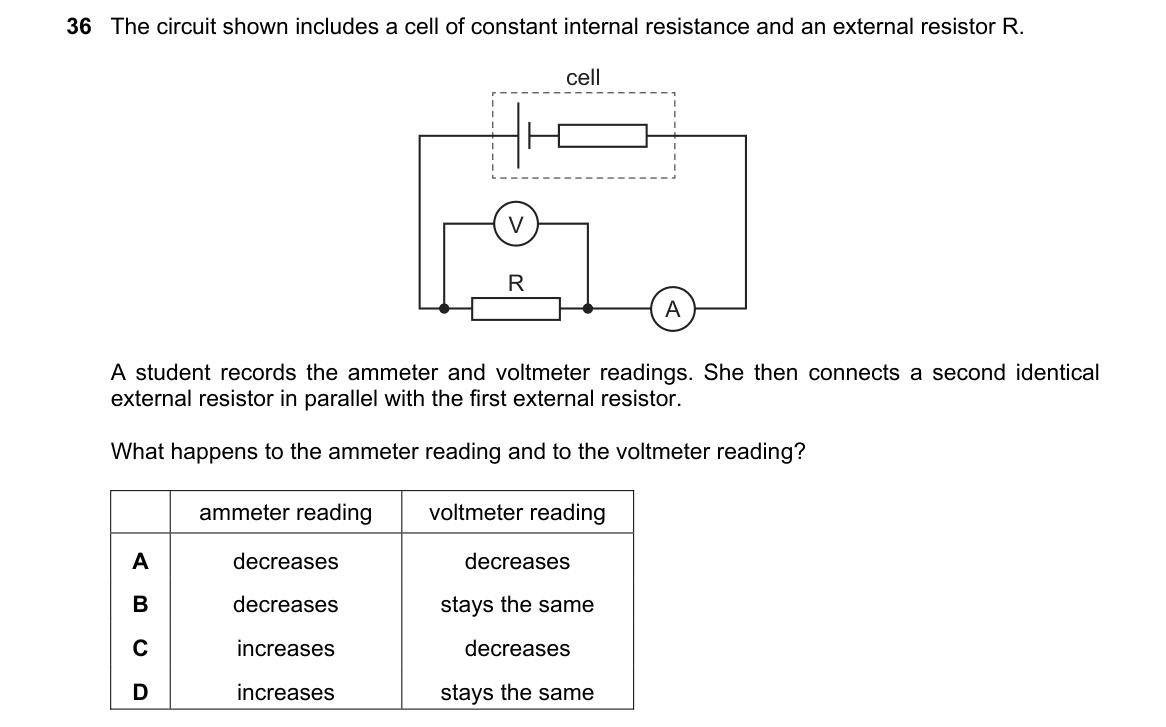 36 The circuit shown includes a cell of constant internal resistance and an external resistor R.
cell
V
R
A
A student records the ammeter and voltmeter readings. She then connects a second identical
external resistor in parallel with the first external resistor.
What happens to the ammeter reading and to the voltmeter reading?
ammeter reading voltmeter reading
A decreases decreases
B decreases stays the same
C increases decreases
D increases stays the same